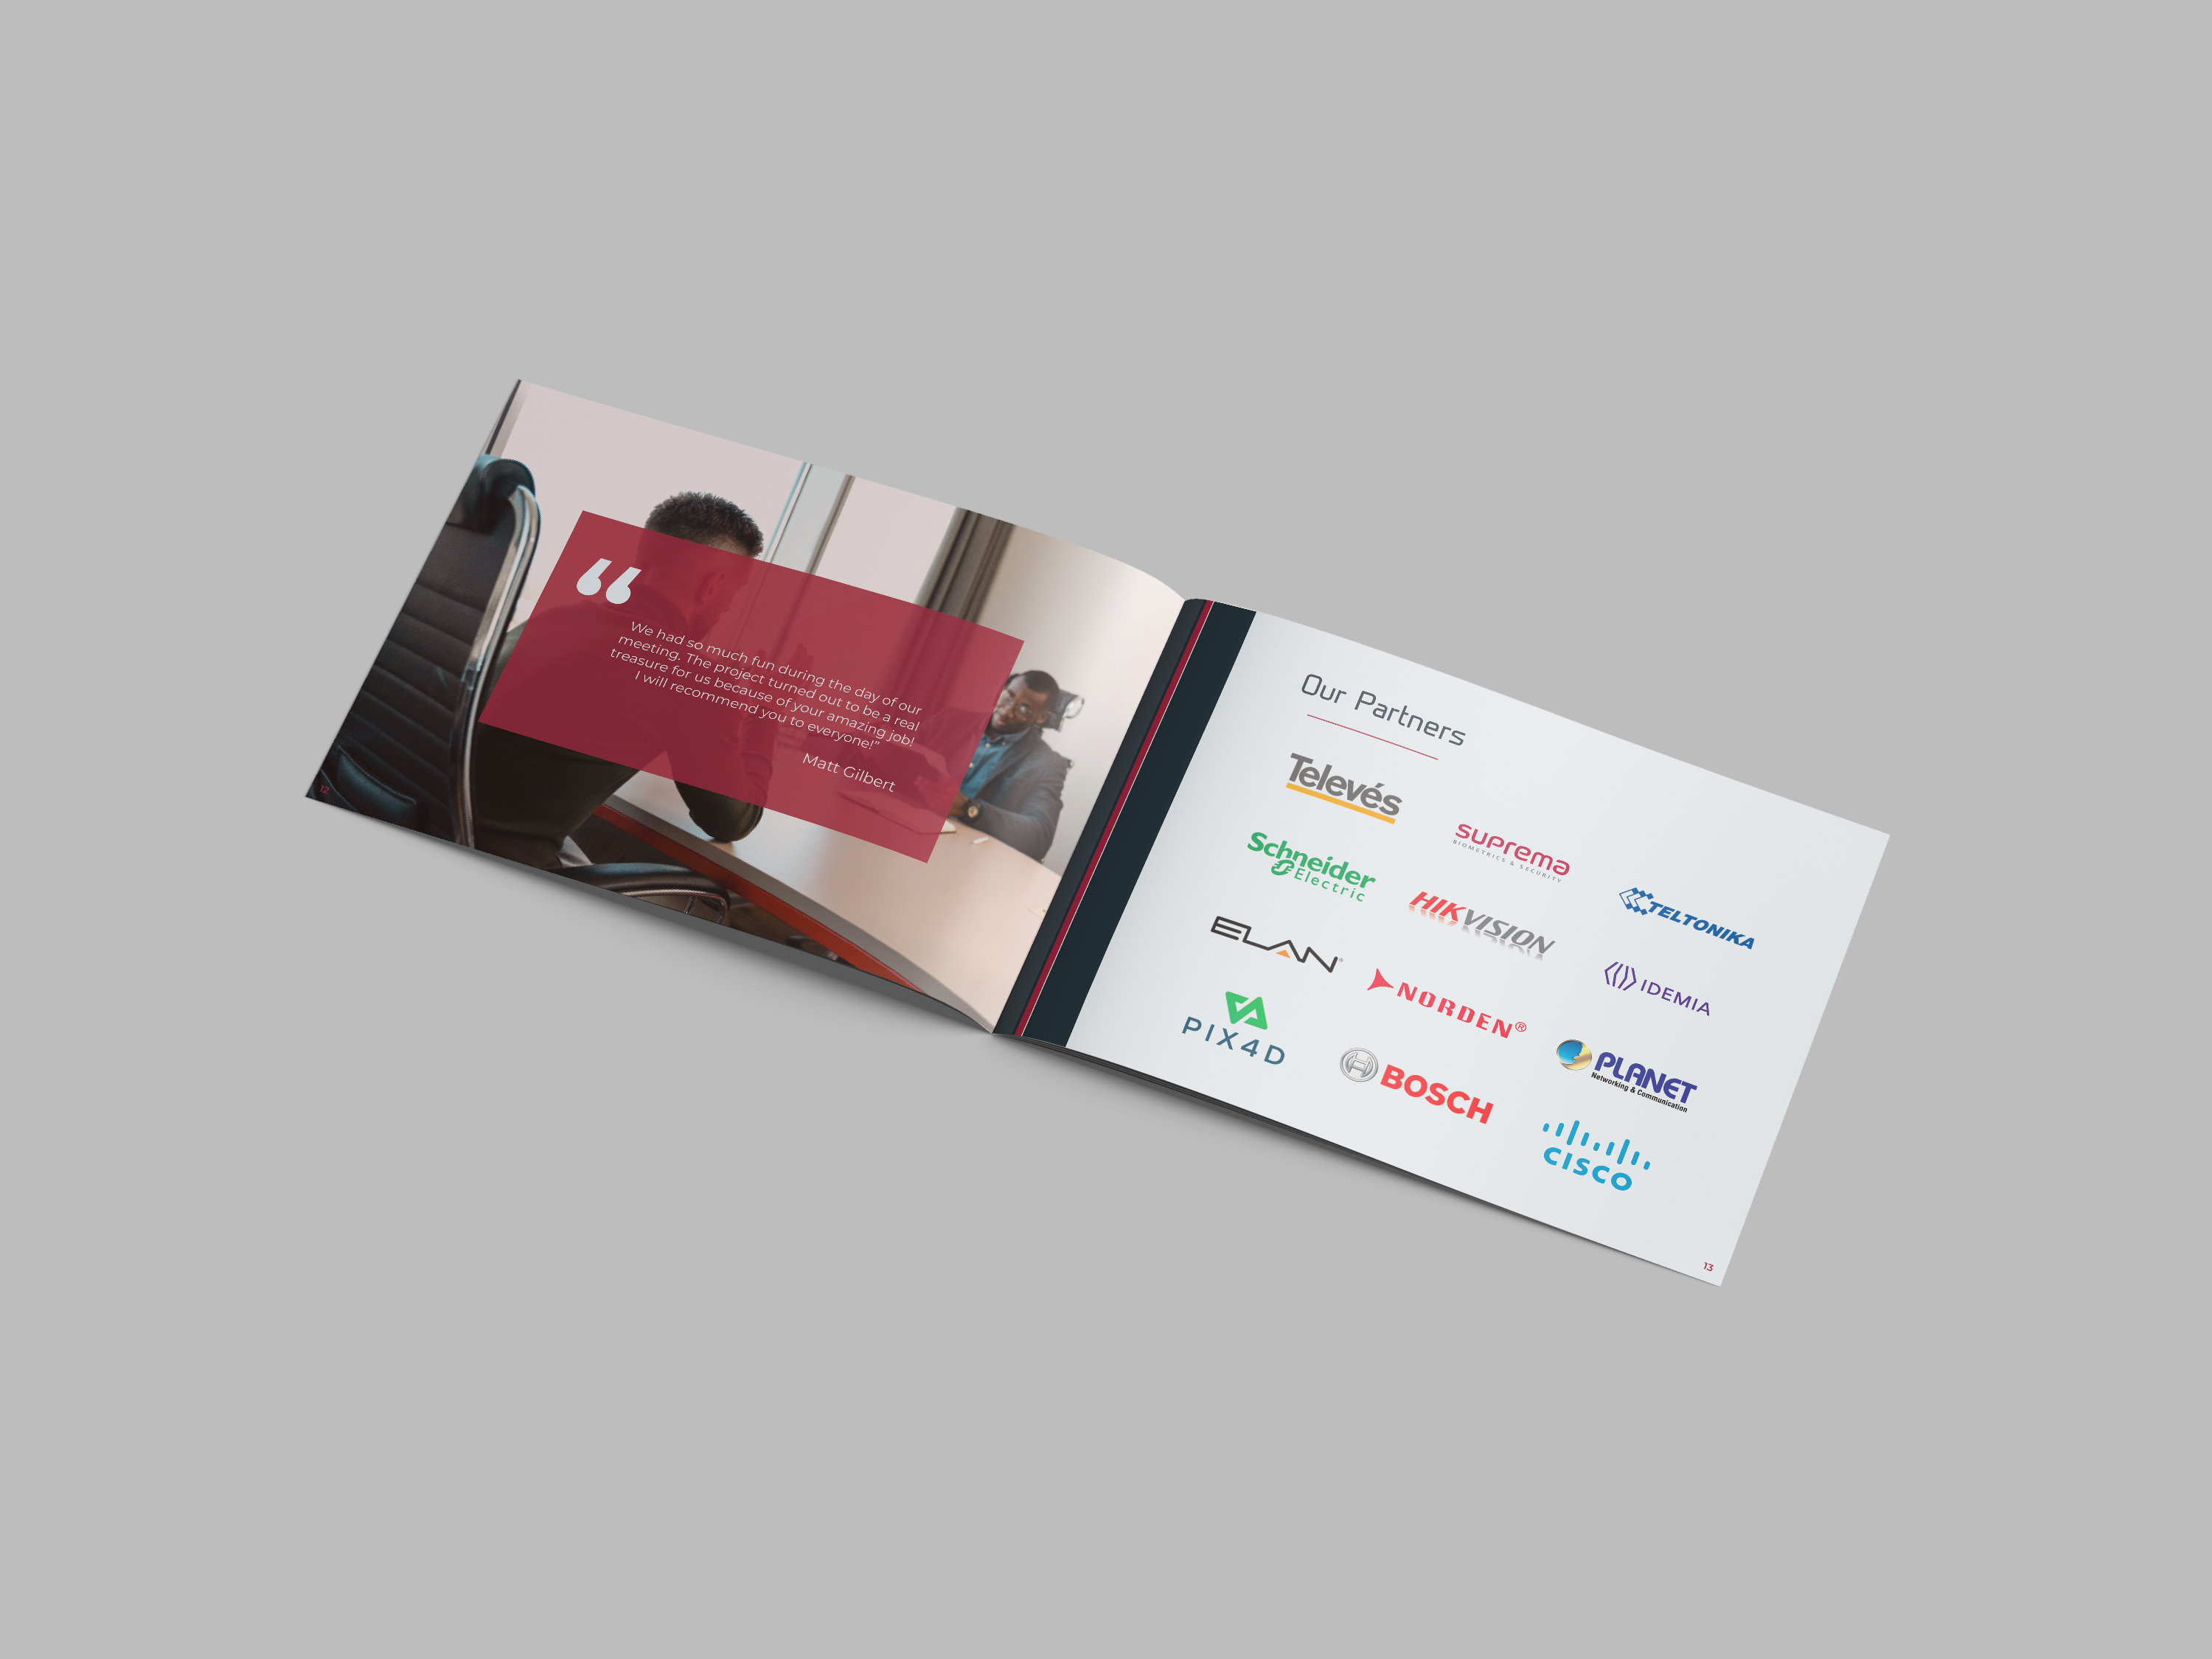 “
We had so much fun during the day of our
meeting. The project turned out to be a real
treasure for us because of your amazing job!
I will recommend you to everyone!"
Matt Gilbert
12
Our Partners
Televés
suprema
BIOMETRICS & SECURITY
TELTONIKA
Schneider
Electric
HIKVISION
IDEMIA
ELAN
NORDEN®
PLANET
Networking & Communication
PIX4D
BOSCH
CISCO
13